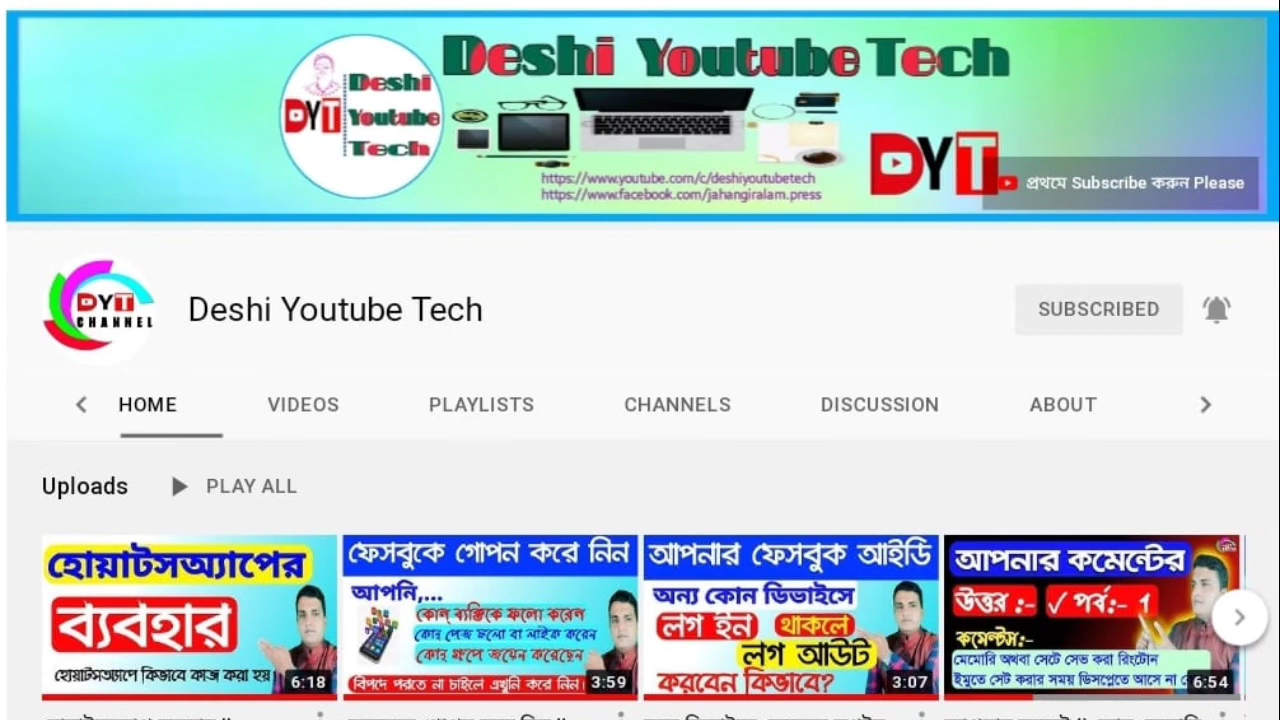 Deshi Youtube Tech
Deshi
DYT Youtube
Tech
https://www.youtube.com/c/deshiyoutubetech
https://www.facebook.com/jahangiralam.press
DYT
প্রথমে Subscribe করুন Please
DYT
CHANNEL
Deshi Youtube Tech
SUBSCRIBED
HOME VIDEOS PLAYLISTS CHANNELS DISCUSSION ABOUT
Uploads PLAY ALL
হোয়াটসঅ্যাপের
ব্যবহার
হোয়াটসঅ্যাপে কিভাবে কাজ করা হয়
6:18
ফেসবুকে গোপন করে নিন
আপনি,...
কোন ব্যক্তিকে ফলো করেন
কোন পেজ ফলো বা লাইক করেন
কোন গ্রুপে জয়েন করেছেন
বিপদে পরতে না চাইলে এখুনি করে নিন।
3:59
আপনার ফেসবুক আইডি
অন্য কোন ডিভাইসে
লগ ইন থাকলে
লগ আউট
করবেন কিভাবে?
3:07
আপনার কমেন্টের
উত্তর :- √ পর্ব:- 1
কমেন্টস:-
মেমোরি অথবা সেটে সেভ করা রিংটোন
ইমুতে সেট করার সময় ডিসপ্লেতে আসে না
6:54